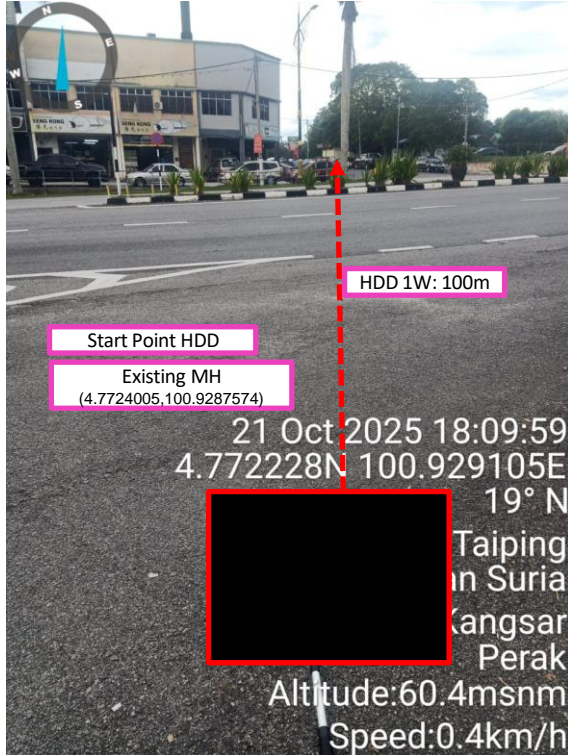 N
E
S
W
SENG KONG
SENG KONG
HDD 1W: 100m
Start Point HDD
Existing MH
(4.7724005,100.9287574)
21 Oct 2025 18:09:59
4.772228N 100.929105E
19° N
Taiping
Suria
Kangsar
Perak
Altitude:60.4msnm
Speed:0.4km/h